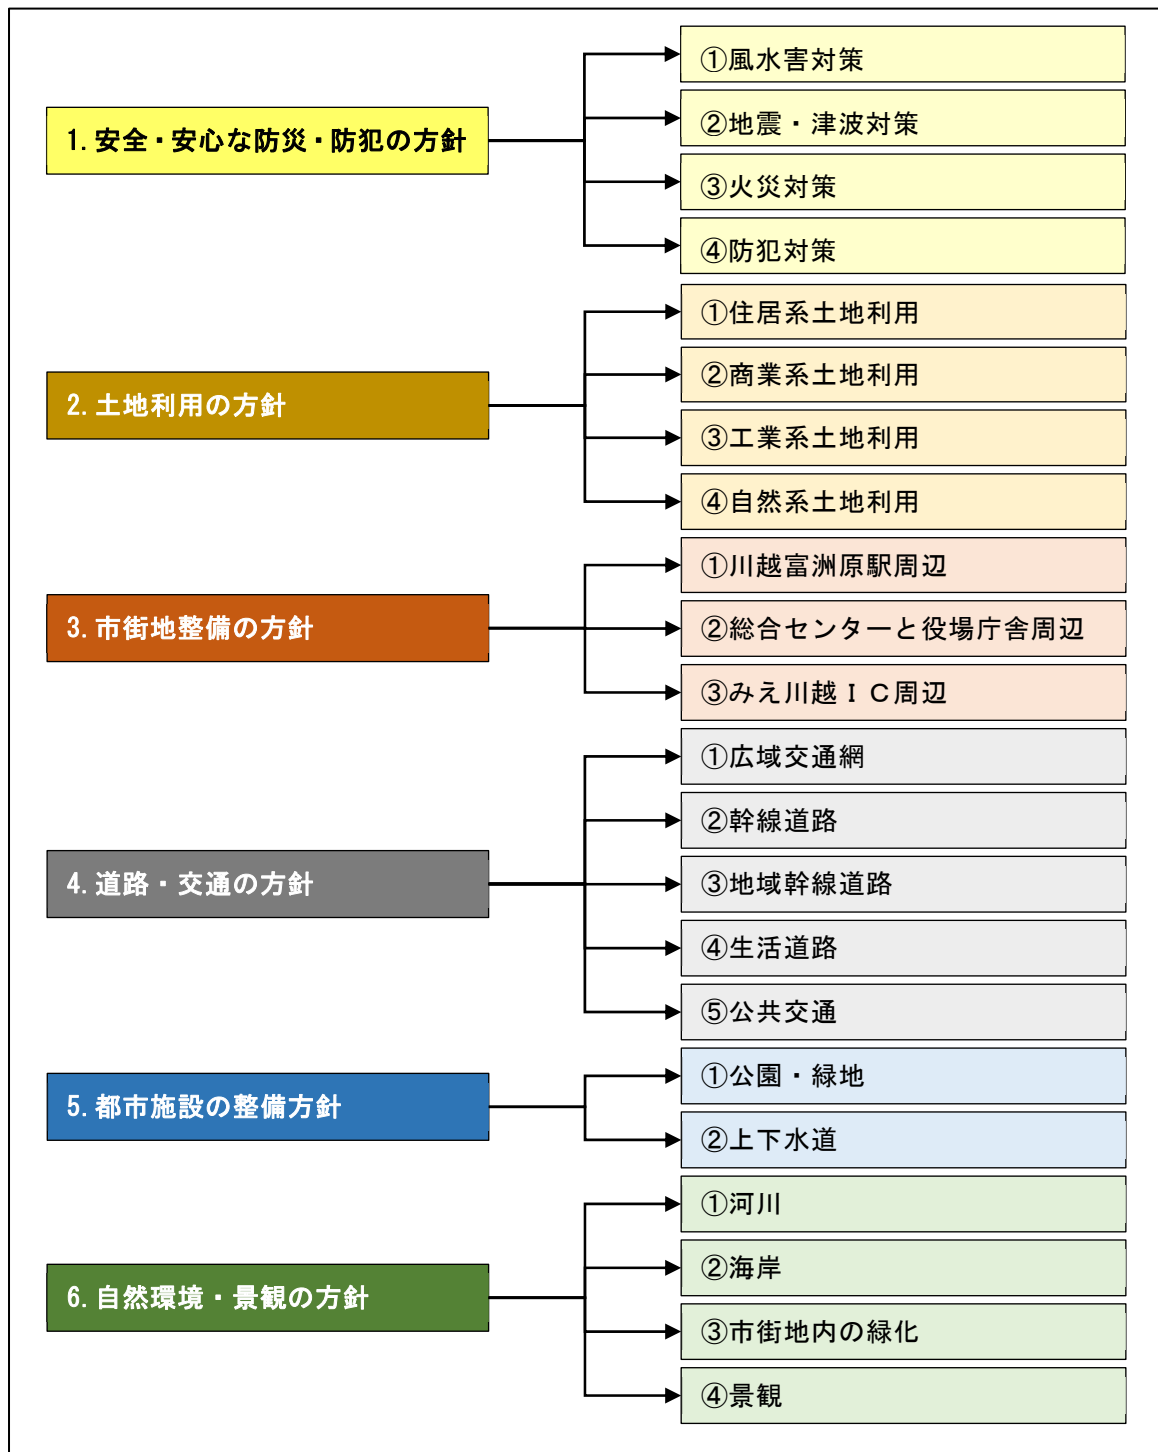 1. 安全・安心な防災・防犯の方針
①風水害対策
②地震・津波対策
③火災対策
④防犯対策
2. 土地利用の方針
①住居系土地利用
②商業系土地利用
③工業系土地利用
④自然系土地利用
3. 市街地整備の方針
①川越富洲原駅周辺
②総合センターと役場庁舎周辺
③みえ川越ＩＣ周辺
4. 道路・交通の方針
①広域交通網
②幹線道路
③地域幹線道路
④生活道路
⑤公共交通
5. 都市施設の整備方針
①公園・緑地
②上下水道
6. 自然環境・景観の方針
①河川
②海岸
③市街地内の緑化
④景観